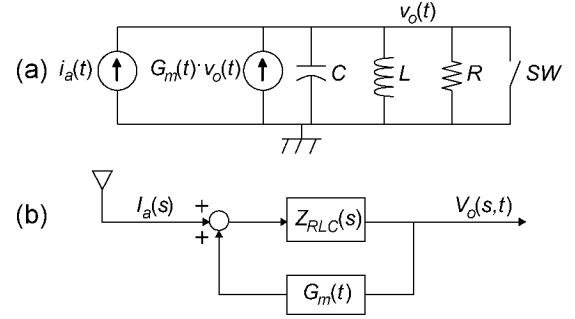 v_o(t)
(a) i_a(t) G_m(t)·v_o(t) C L R SW
(b) I_a(s) V_o(s,t)
+
+
Z_RLC(s)
G_m(t)